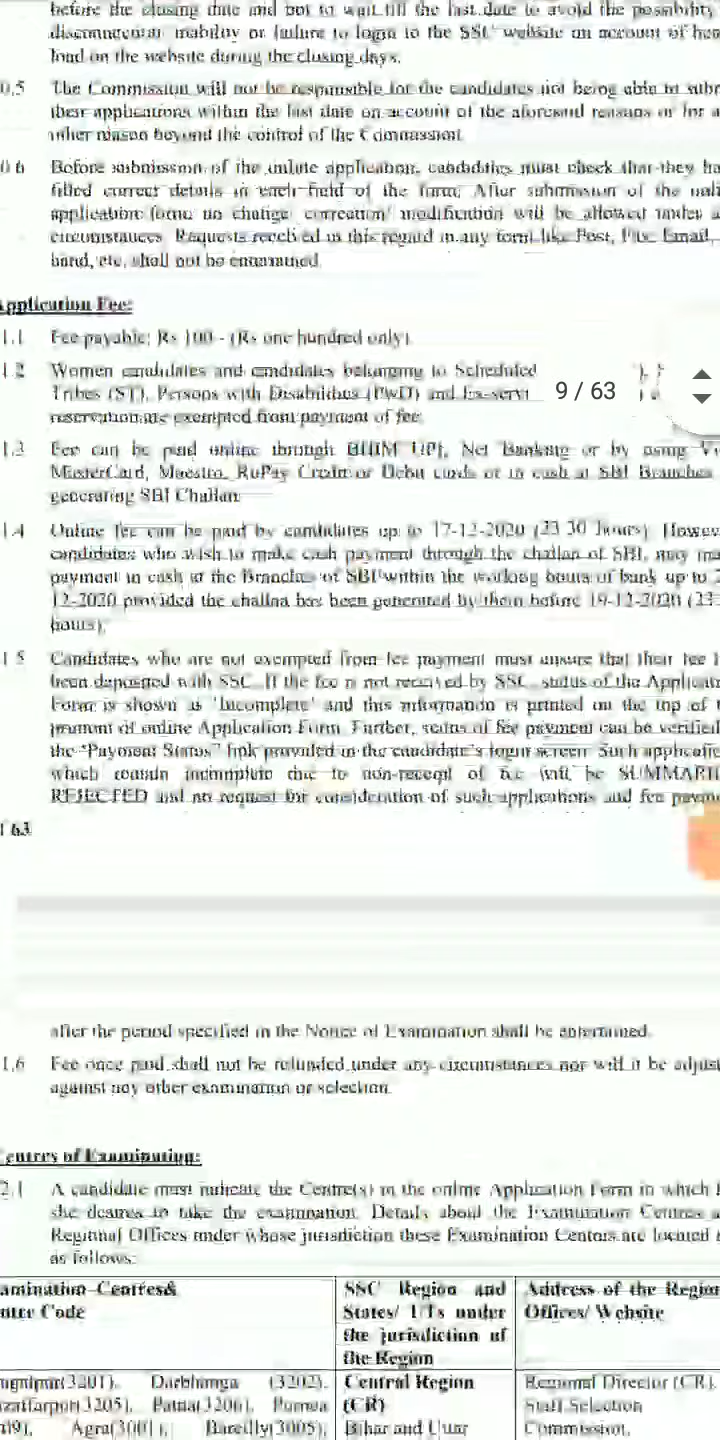 before the closing date and not to wait till the last date to avoid the possibility
disconnection/ inability or failure to login to the SSC website on account of
load on the website during the closing days.
0.5 The Commission will not be responsible for the candidates not being able to
their applications within the last date on account of the aforesaid reasons or for
other reason beyond the control of the Commission.
0.6 Before submission of the online application, candidates must check that they
filled correct details in each field of the form. After submission of the
application form, no change/ correction/ modification will be allowed under
circumstances. Requests received in this regard in any form like Post, Fax, Email,
hand, etc. shall not be entertained.
Application Fee:
1.1 Fee payable: Rs 100/- (Rs one hundred only).
1.2 Women candidates and candidates belonging to Scheduled
Tribes (ST), Persons with Disabilities (PwD) and
9 / 63
reservation are exempted from payment of fee.
1.3 Fee can be paid online through BHIM UPI, Net Banking or by using
MasterCard, Maestro, RuPay Credit or Debit cards or in cash at SBI Branches
generating SBI Challan.
1.4 Online fee can be paid by candidates up to 17-12-2020 (23:30 hours).
candidates who wish to make cash payment through the challan of SBI, may
payment in cash at the Branches of SBI within the working hours of bank up to
12-2020 provided the challan has been generated by them before 19-12-2020 (23
hours).
1.5 Candidates who are not exempted from fee payment must ensure that their fee
been deposited with SSC. If the fee is not received by SSC, status of the
Form is shown as 'Incomplete' and this information is printed on the top of
printout of online Application Form. Further, status of fee payment can be verified
the "Payment Status" link provided in the candidate's login screen. Such
which remain incomplete due to non-receipt of fee will be
REJECTED and no request for consideration of such applications and fee
63
after the period specified in the Notice of Examination shall be entertained.
1.6 Fee once paid shall not be refunded under any circumstances nor will it be
against any other examination or selection.
Centres of Examination:
2.1 A candidate must indicate the Centre(s) in the online Application Form in which
she desires to take the examination. Details about the Examination Centres
Regional Offices under whose jurisdiction these Examination Centers are located
as follows:
Examination Centres& SSC Region and Address of the
Code States/ UTs under Offices/ Website
the jurisdiction of
the Region
(3201), Darbhanga (3202), Central Region Regional Director (CR),
(3205), Patna(3206), Purnea (CR) Staff Selection
Agra(3001), Bareilly(3005), Bihar and Uttar Commission,